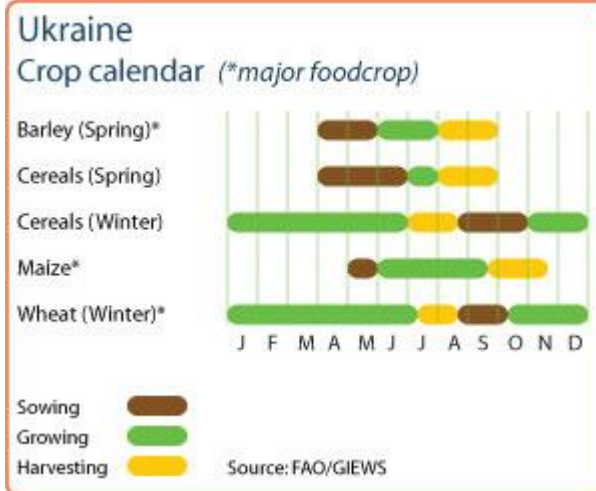 Ukraine
Crop calendar (*major foodcrop)
Barley (Spring)*
Cereals (Spring)
Cereals (Winter)
Maize*
Wheat (Winter)*
J F M A M J J A S O N D
Sowing
Growing
Harvesting
Source: FAO/GIEWS